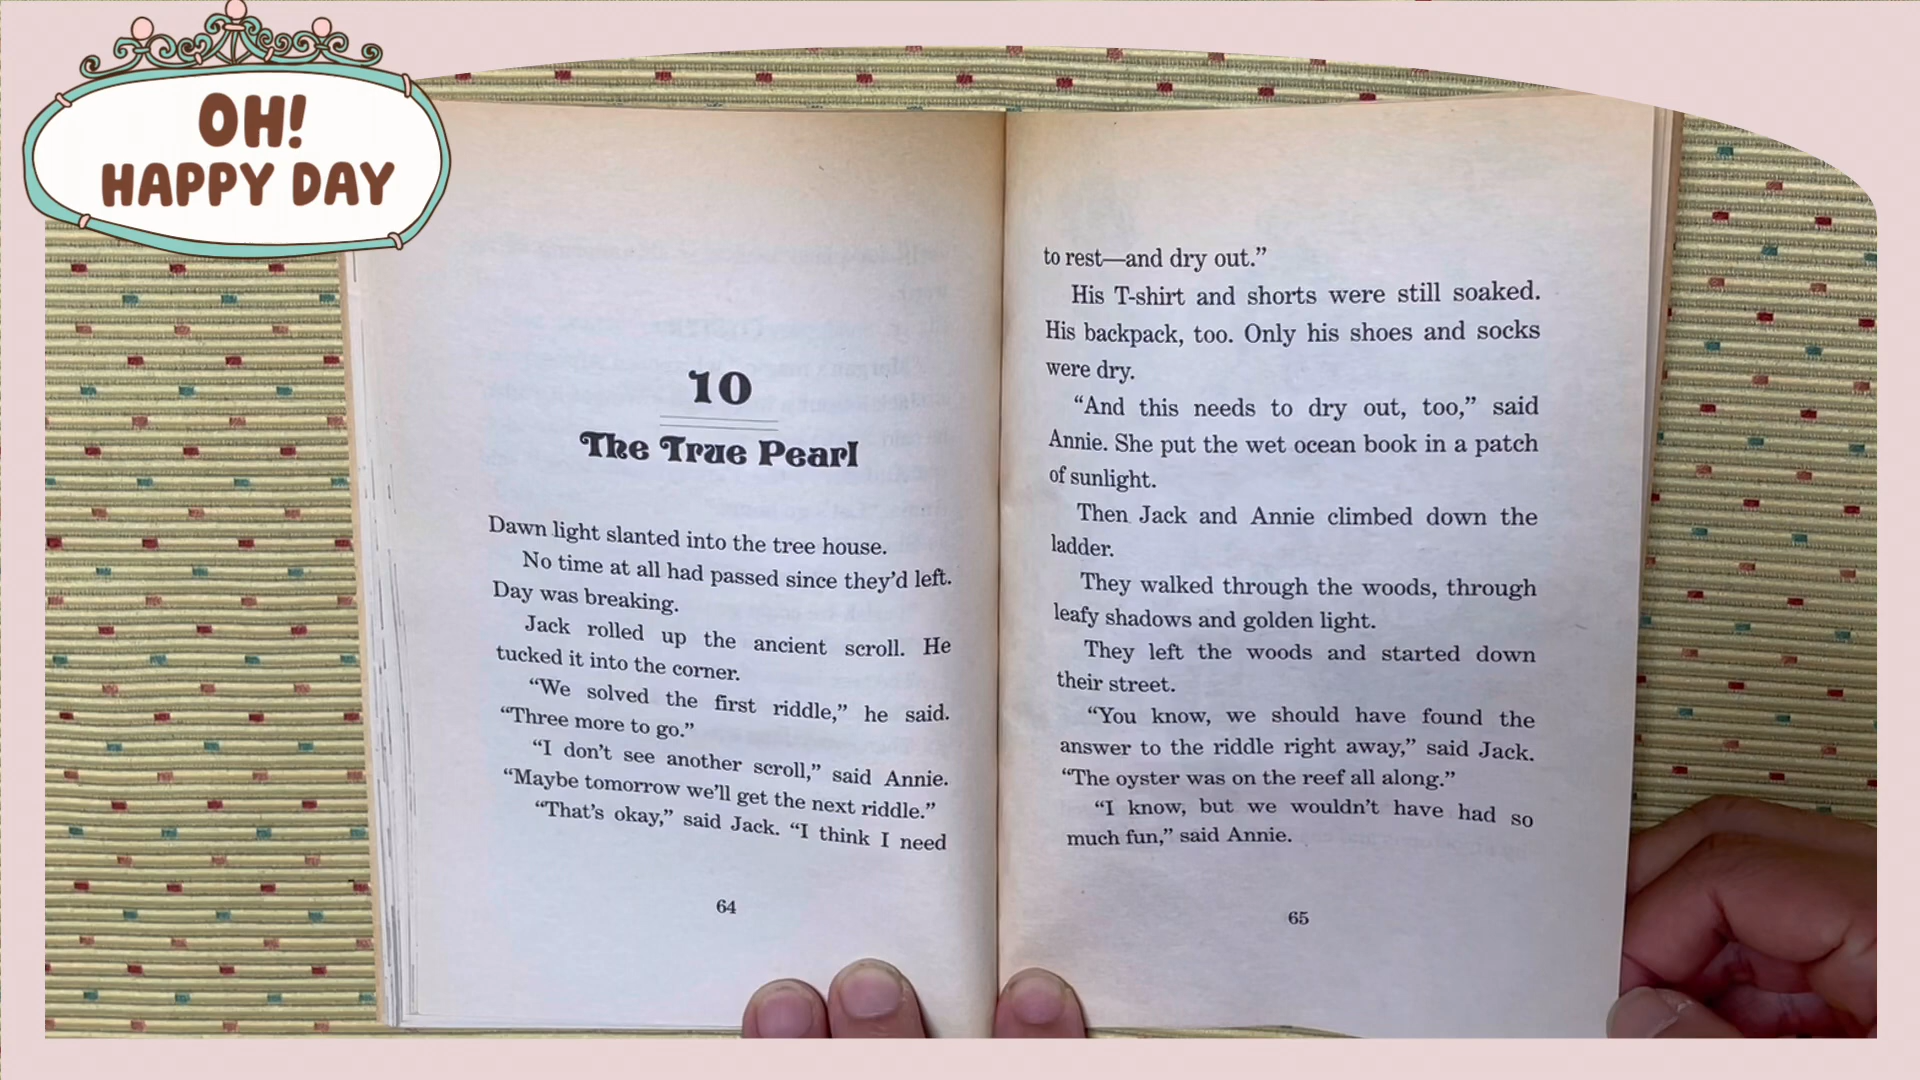 OH!
HAPPY DAY
10
The True Pearl
Dawn light slanted into the tree house.
No time at all had passed since they’d left.
Day was breaking.
Jack rolled up the ancient scroll. He
tucked it into the corner.
“We solved the first riddle,” he said.
“Three more to go.”
“I don’t see another scroll,” said Annie.
“Maybe tomorrow we’ll get the next riddle.”
“That’s okay,” said Jack. “I think I need
64
to rest—and dry out.”
His T-shirt and shorts were still soaked.
His backpack, too. Only his shoes and socks
were dry.
“And this needs to dry out, too,” said
Annie. She put the wet ocean book in a patch
of sunlight.
Then Jack and Annie climbed down the
ladder.
They walked through the woods, through
leafy shadows and golden light.
They left the woods and started down
their street.
“You know, we should have found the
answer to the riddle right away,” said Jack.
“The oyster was on the reef all along.”
“I know, but we wouldn’t have had so
much fun,” said Annie.
65